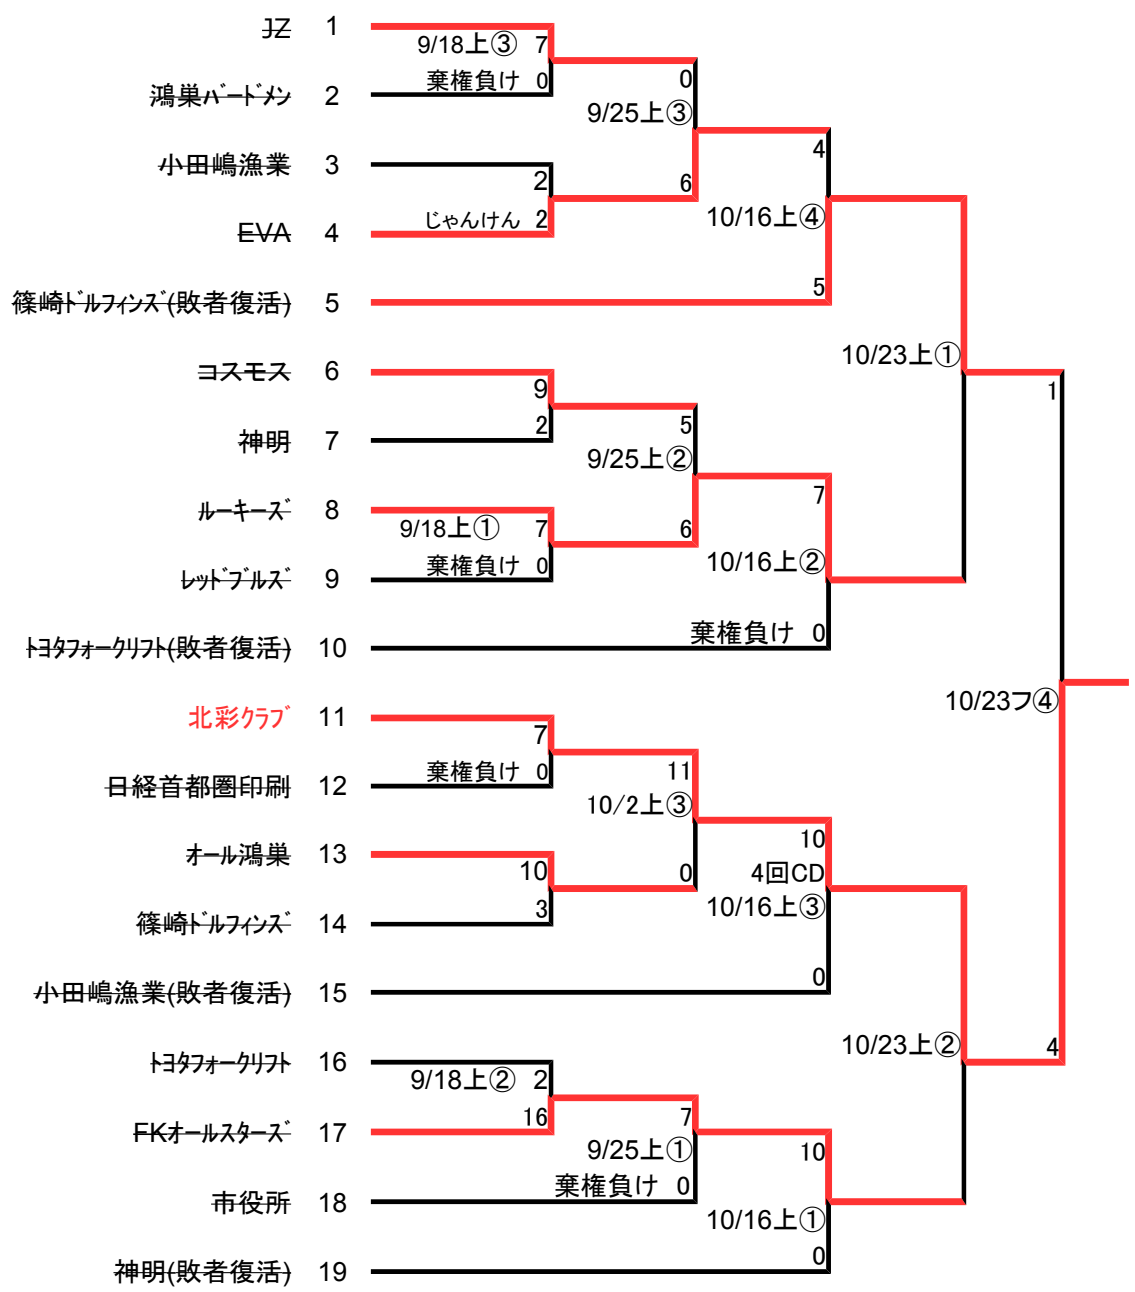 JZ 1
9/18上③ 7
棄権負け 0
0
鴻巣ﾊﾞｰﾄﾞﾒﾝ 2
9/25上③
4
小田嶋漁業 3
2
6
じゃんけん 2
10/16上④
EVA 4
5
篠崎ﾄﾞﾙﾌｨﾝｽﾞ(敗者復活) 5
10/23上①
コスモス 6
9
1
2
5
神明 7
9/25上②
7
ﾙｰｷｰｽﾞ 8
9/18上① 7
6
棄権負け 0
10/16上②
ﾚｯﾄﾞﾌﾞﾙｽﾞ 9
棄権負け 0
ﾄﾖﾀﾌｫｰｸﾘﾌﾄ(敗者復活) 10
10/23フ④
北彩ｸﾗﾌﾞ 11
7
棄権負け 0
11
日経首都圏印刷 12
10/2上③
10
ｵｰﾙ鴻巣 13
10
0
4回CD
3
10/16上③
篠崎ﾄﾞﾙﾌｨﾝｽﾞ 14
0
小田嶋漁業(敗者復活) 15
10/23上②
4
ﾄﾖﾀﾌｫｰｸﾘﾌﾄ 16
9/18上② 2
16
7
FKｵｰﾙｽﾀｰｽﾞ 17
9/25上①
10
棄権負け 0
市役所 18
10/16上①
0
神明(敗者復活) 19